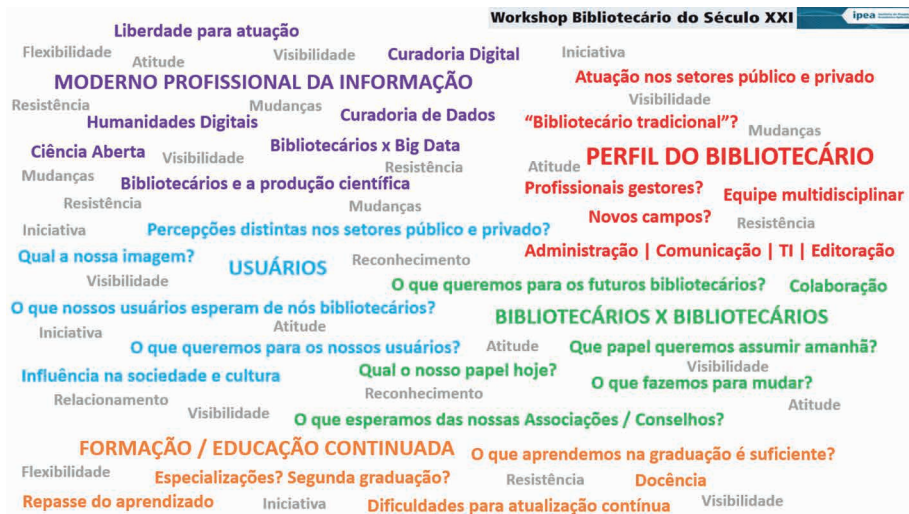 Workshop Bibliotecário do Século XXI ipea
Liberdade para atuação
Flexibilidade Atitude Visibilidade Curadoria Digital Iniciativa
MODERNO PROFISSIONAL DA INFORMAÇÃO Atuação nos setores público e privado
Resistência Mudanças Curadoria de Dados Visibilidade
Humanidades Digitais "Bibliotecário tradicional"? Mudanças
Ciência Aberta Visibilidade Bibliotecários x Big Data PERFIL DO BIBLIOTECÁRIO
Mudanças Resistência Atitude
Bibliotecários e a produção científica Profissionais gestores? Equipe multidisciplinar
Resistência Mudanças Novos campos? Resistência
Iniciativa Percepções distintas nos setores público e privado?
Qual a nossa imagem? USUÁRIOS Reconhecimento Administração | Comunicação | TI | Editoração
Visibilidade O que queremos para os futuros bibliotecários? Colaboração
O que nossos usuários esperam de nós bibliotecários? BIBLIOTECÁRIOS X BIBLIOTECÁRIOS
Iniciativa Atitude
O que queremos para os nossos usuários? Atitude Que papel queremos assumir amanhã?
Influência na sociedade e cultura Qual o nosso papel hoje? Visibilidade
Relacionamento Reconhecimento O que fazemos para mudar?
Visibilidade O que esperamos das nossas Associações / Conselhos? Atitude
FORMAÇÃO / EDUCAÇÃO CONTINUADA O que aprendemos na graduação é suficiente?
Flexibilidade Especializações? Segunda graduação? Resistência Docência
Repasse do aprendizado Iniciativa Dificuldades para atualização contínua Visibilidade